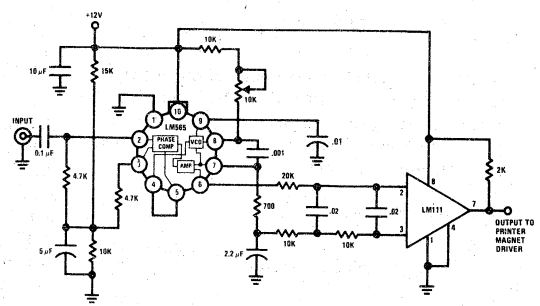 +12V
10 µF
15K
10K
10K
INPUT
0.1 µF
1
10
9
LM565
2
PHASE
COMP
VCO
8
3
AMP
7
4
5
6
.01
.001
4.7K
4.7K
700
5 µF
10K
2.2 µF
20K
.02
.02
10K
10K
2
3
8
LM111
7
1
4
2K
OUTPUT TO
PRINTER
MAGNET
DRIVER